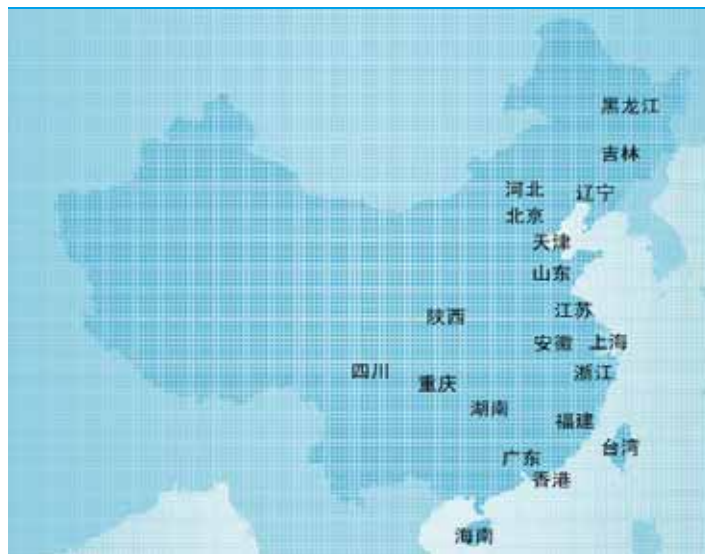 黑龙江
吉林
河北
辽宁
北京
天津
山东
江苏
陕西
安徽
上海
四川
浙江
重庆
湖南
福建
台湾
广东
香港
海南